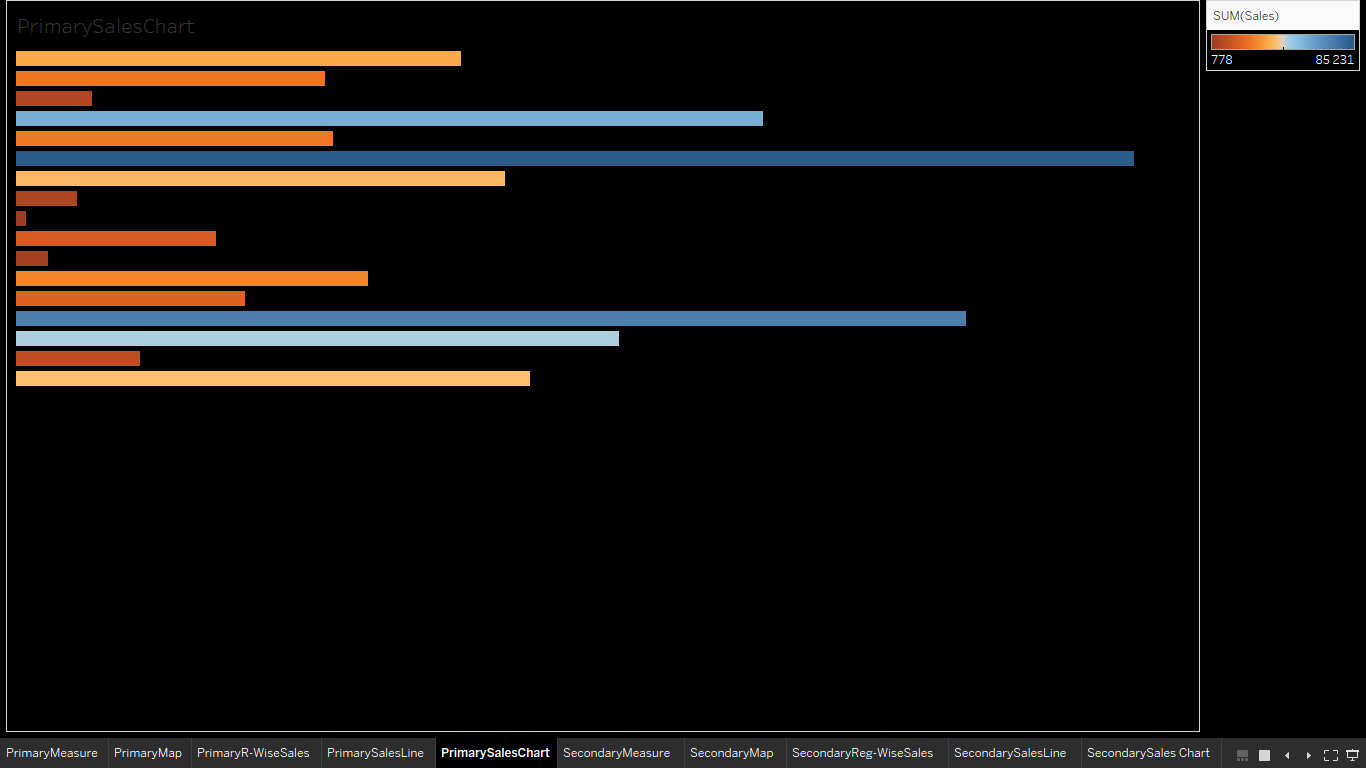 PrimarySalesChart
SUM(Sales)
778 85 231
PrimaryMeasure PrimaryMap PrimaryR-WiseSales PrimarySalesLine PrimarySalesChart SecondaryMeasure SecondaryMap SecondaryReg-WiseSales SecondarySalesLine SecondarySales Chart